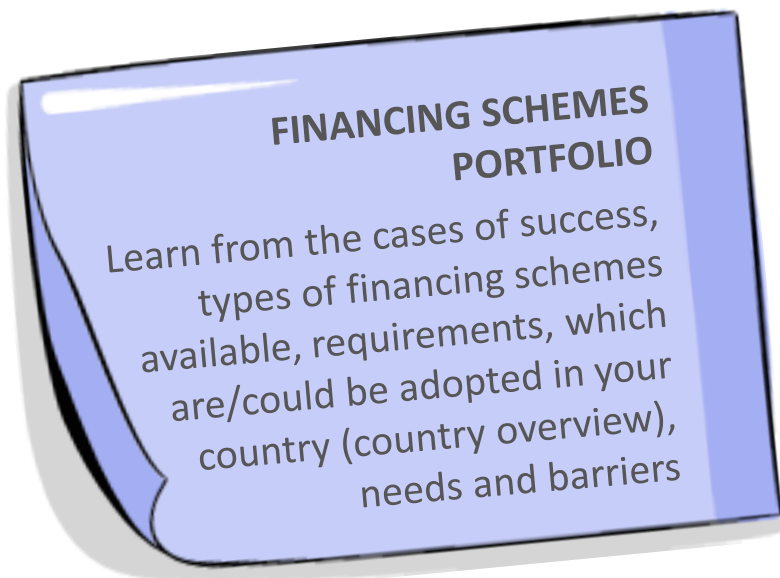 FINANCING SCHEMES
PORTFOLIO
Learn from the cases of success,
types of financing schemes
available, requirements, which
are/could be adopted in your
country (country overview),
needs and barriers